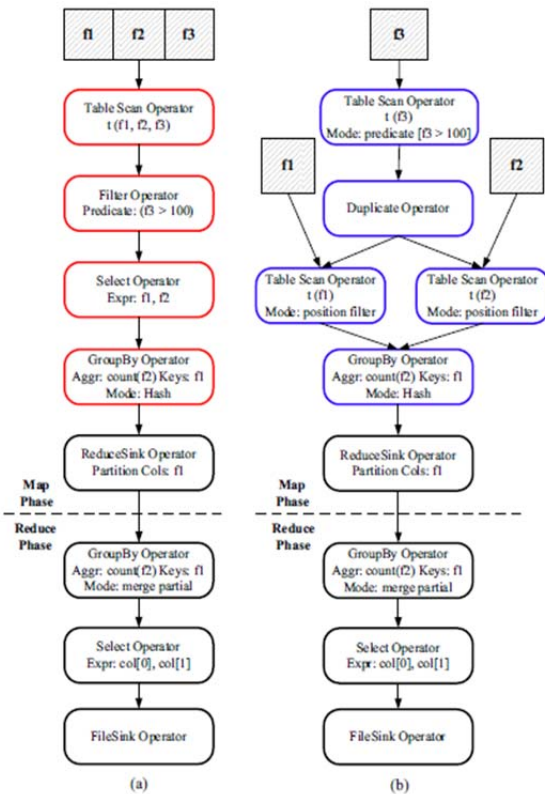 f1 f2 f3
Table Scan Operator
t (f1, f2, f3)
Filter Operator
Predicate: (f3 > 100)
Select Operator
Expr: f1, f2
GroupBy Operator
Aggr: count(f2) Keys: f1
Mode: Hash
ReduceSink Operator
Partition Cols: f1
Map
Phase
Reduce
Phase
GroupBy Operator
Aggr: count(f2) Keys: f1
Mode: merge partial
Select Operator
Expr: col[0], col[1]
FileSink Operator
(a)
f3
Table Scan Operator
t (f3)
Mode: predicate [f3 > 100]
f1
f2
Duplicate Operator
Table Scan Operator
t (f1)
Mode: position filter
Table Scan Operator
t (f2)
Mode: position filter
GroupBy Operator
Aggr: count(f2) Keys: f1
Mode: Hash
ReduceSink Operator
Partition Cols: f1
Map
Phase
Reduce
Phase
GroupBy Operator
Aggr: count(f2) Keys: f1
Mode: merge partial
Select Operator
Expr: col[0], col[1]
FileSink Operator
(b)